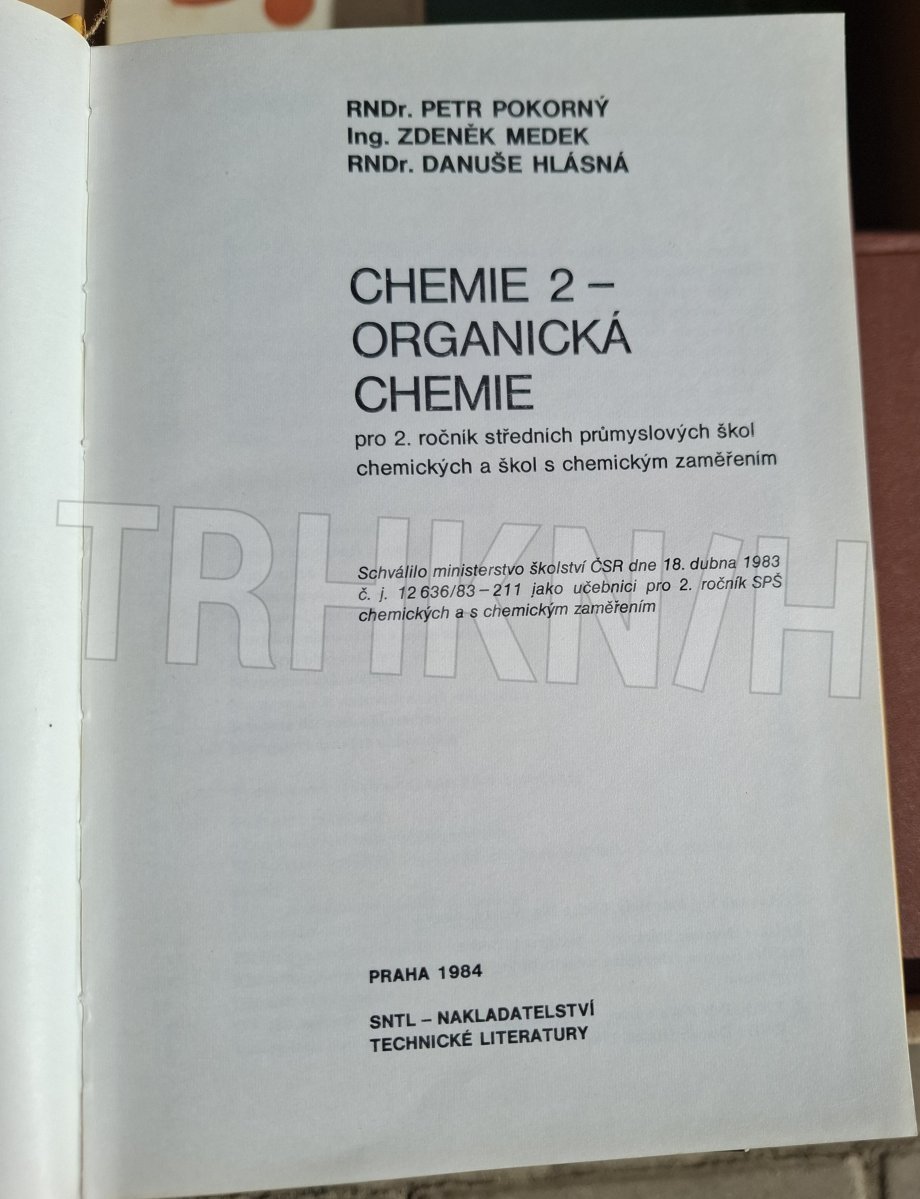 RNDr. PETR POKORNÝ
Ing. ZDENĚK MEDEK
RNDr. DANUŠE HLÁSNÁ
CHEMIE 2 –
ORGANICKÁ
CHEMIE
pro 2. ročník středních průmyslových škol
chemických a škol s chemickým zaměřením
TRHKN/H
Schválilo ministerstvo školství ČSR dne 18. dubna 1983
č. j. 12 636/83 – 211 jako učebnici pro 2. ročník SPŠ
chemických a s chemickým zaměřením
PRAHA 1984
SNTL – NAKLADATELSTVÍ
TECHNICKÉ LITERATURY